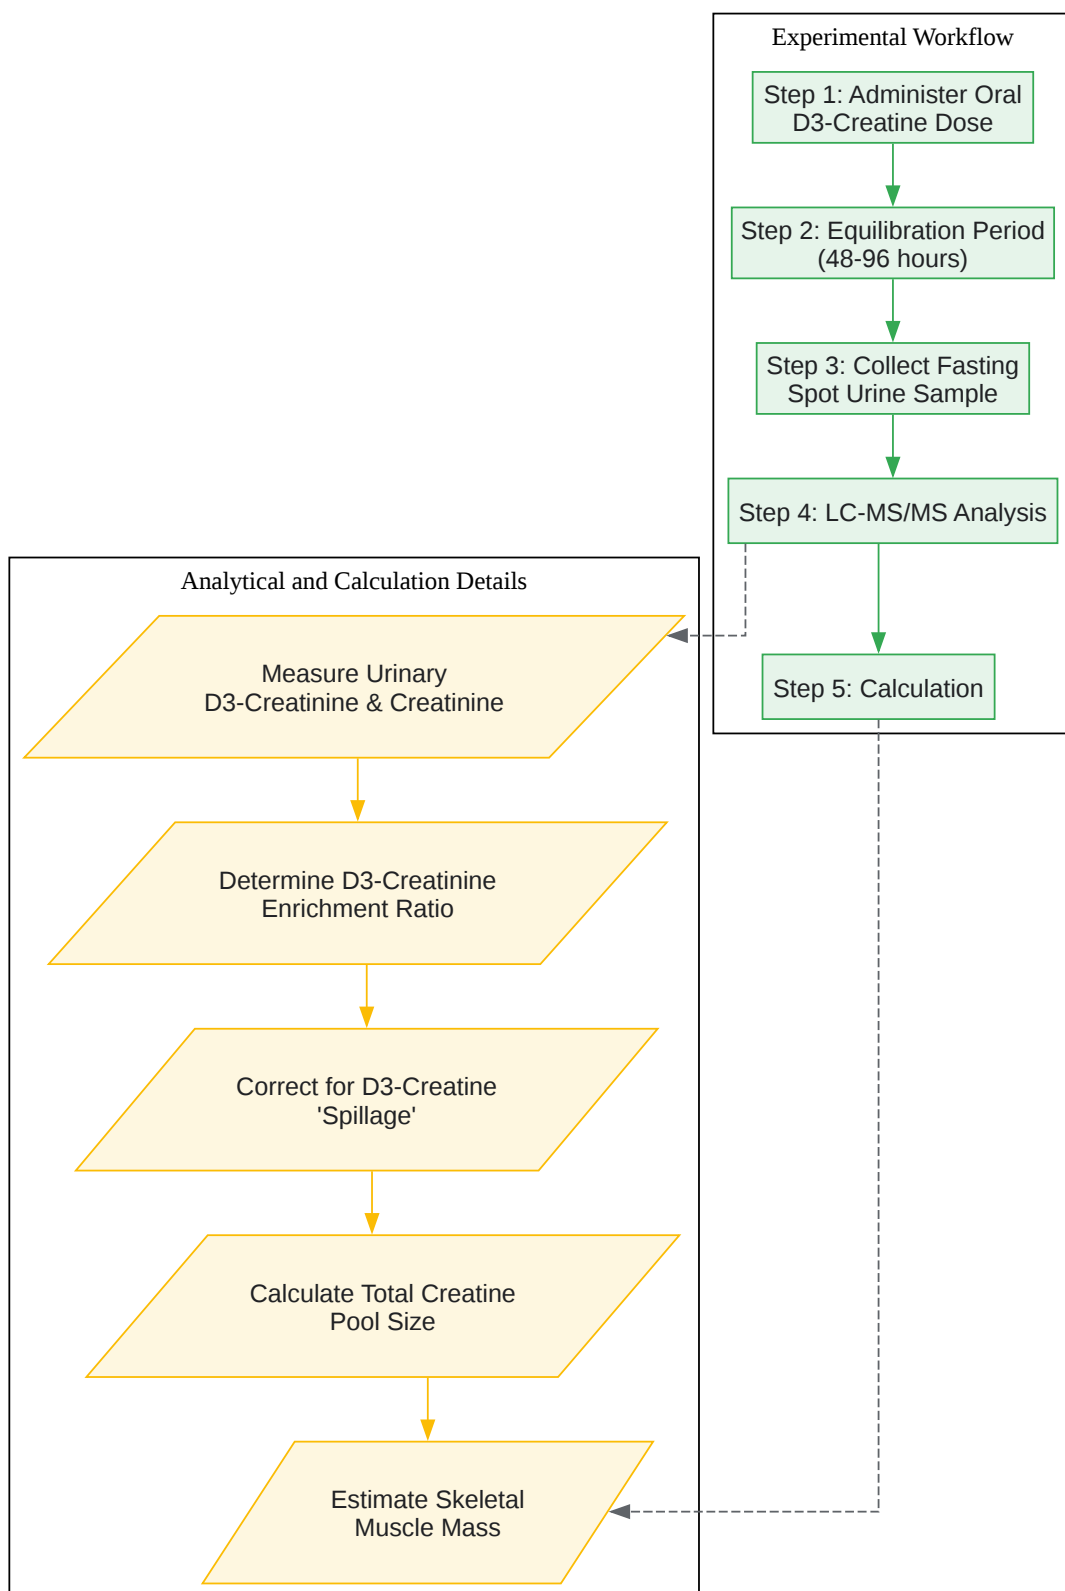 Experimental Workflow
Step 1: Administer Oral
D3-Creatine Dose
Step 2: Equilibration Period
(48-96 hours)
Step 3: Collect Fasting
Spot Urine Sample
Step 4: LC-MS/MS Analysis
Step 5: Calculation
Analytical and Calculation Details
Measure Urinary
D3-Creatinine & Creatinine
Determine D3-Creatinine
Enrichment Ratio
Correct for D3-Creatine
'Spillage'
Calculate Total Creatine
Pool Size
Estimate Skeletal
Muscle Mass